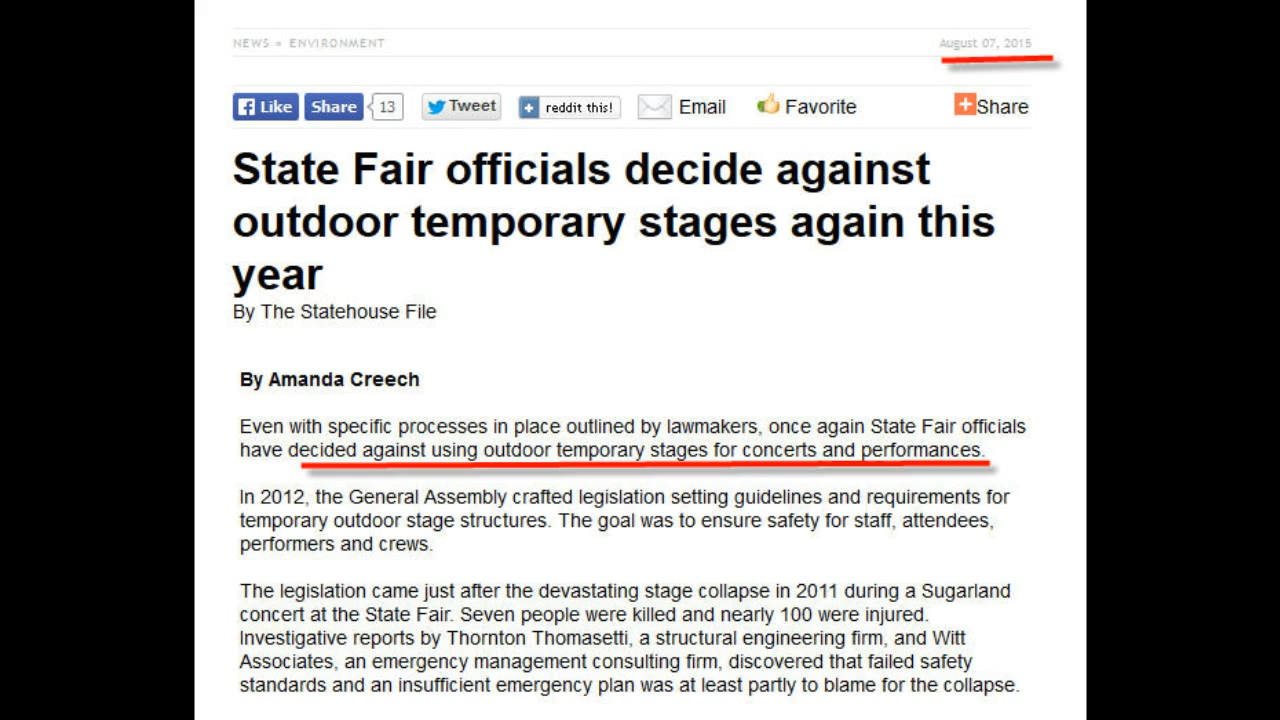 NEWS » ENVIRONMENT
August 07, 2015
Like Share 13 Tweet reddit this! Email Favorite Share
State Fair officials decide against
outdoor temporary stages again this
year
By The Statehouse File
By Amanda Creech
Even with specific processes in place outlined by lawmakers, once again State Fair officials
have decided against using outdoor temporary stages for concerts and performances.
In 2012, the General Assembly crafted legislation setting guidelines and requirements for
temporary outdoor stage structures. The goal was to ensure safety for staff, attendees,
performers and crews.
The legislation came just after the devastating stage collapse in 2011 during a Sugarland
concert at the State Fair. Seven people were killed and nearly 100 were injured.
Investigative reports by Thornton Thomasetti, a structural engineering firm, and Witt
Associates, an emergency management consulting firm, discovered that failed safety
standards and an insufficient emergency plan was at least partly to blame for the collapse.